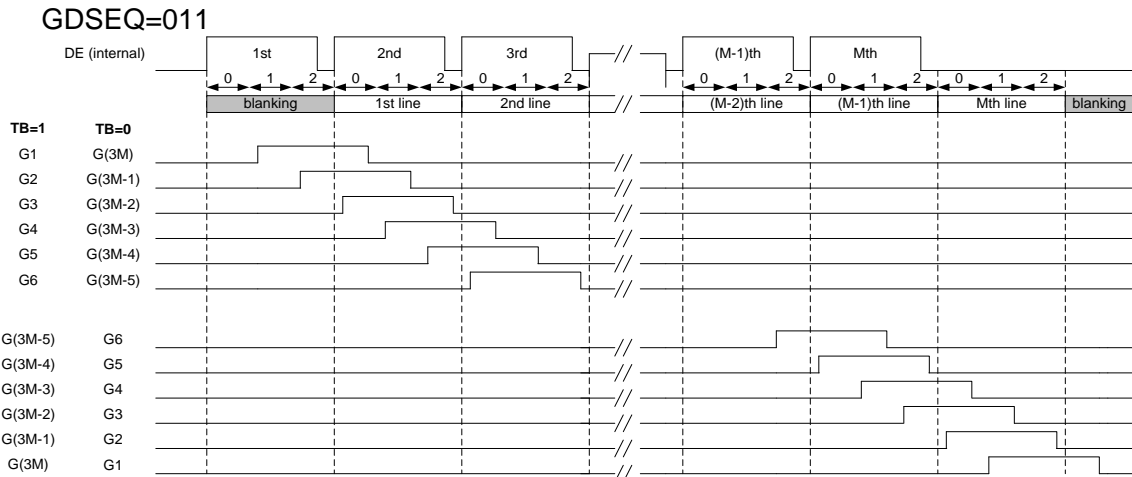 GDSEQ=011
DE (internal) 1st 2nd 3rd // (M-1)th Mth
0 1 2 0 1 2 0 1 2 0 1 2 0 1 2 0 1 2
blanking 1st line 2nd line // (M-2)th line (M-1)th line Mth line blanking
TB=1 TB=0
G1 G(3M) //
G2 G(3M-1) //
G3 G(3M-2) //
G4 G(3M-3) //
G5 G(3M-4) //
G6 G(3M-5) //
G(3M-5) G6 //
G(3M-4) G5 //
G(3M-3) G4 //
G(3M-2) G3 //
G(3M-1) G2 //
G(3M) G1 //